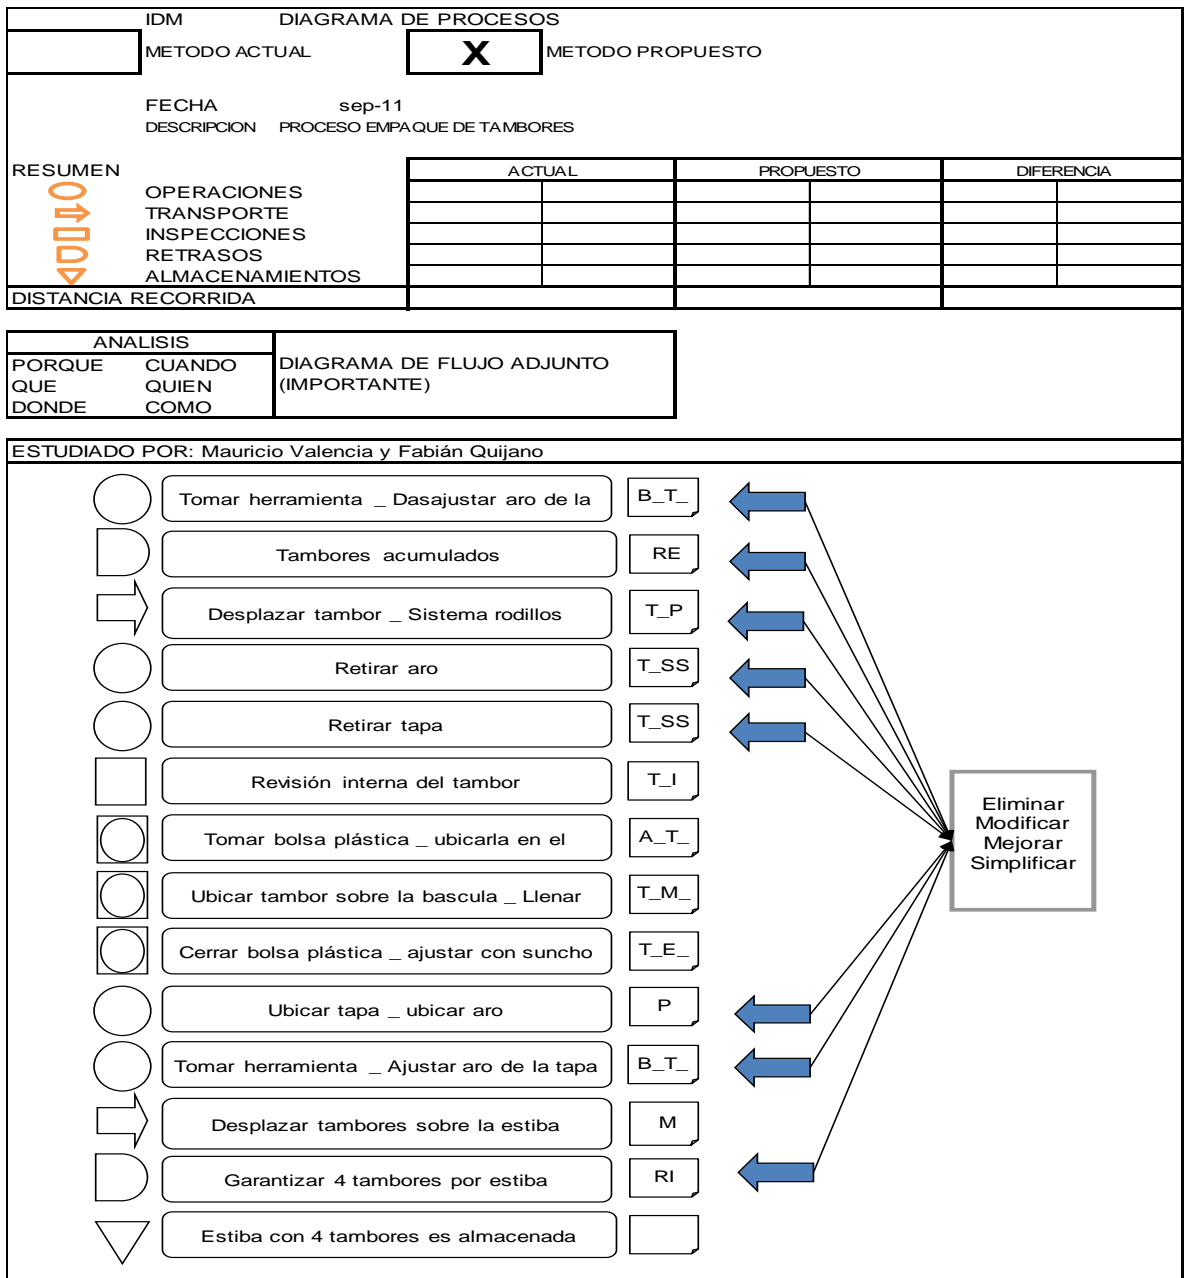 IDM DIAGRAMA DE PROCESOS
METODO ACTUAL X METODO PROPUESTO
FECHA sep-11
DESCRIPCION PROCESO EMPAQUE DE TAMBORES
RESUMEN ACTUAL PROPUESTO DIFERENCIA
OPERACIONES
TRANSPORTE
INSPECCIONES
RETRASOS
ALMACENAMIENTOS
DISTANCIA RECORRIDA
ANALISIS
PORQUE CUANDO
QUE QUIEN
DONDE COMO
DIAGRAMA DE FLUJO ADJUNTO
(IMPORTANTE)
ESTUDIADO POR: Mauricio Valencia y Fabián Quijano
Tomar herramienta _ Dasajustar aro de la B_T_
Tambores acumulados RE
Desplazar tambor _ Sistema rodillos T_P
Retirar aro T_SS
Retirar tapa T_SS
Revisión interna del tambor T_I
Tomar bolsa plástica _ ubicarla en el A_T_
Ubicar tambor sobre la bascula _ Llenar T_M_
Cerrar bolsa plástica _ ajustar con suncho T_E_
Ubicar tapa _ ubicar aro P
Tomar herramienta _ Ajustar aro de la tapa B_T_
Desplazar tambores sobre la estiba M
Garantizar 4 tambores por estiba RI
Estiba con 4 tambores es almacenada
Eliminar
Modificar
Mejorar
Simplificar